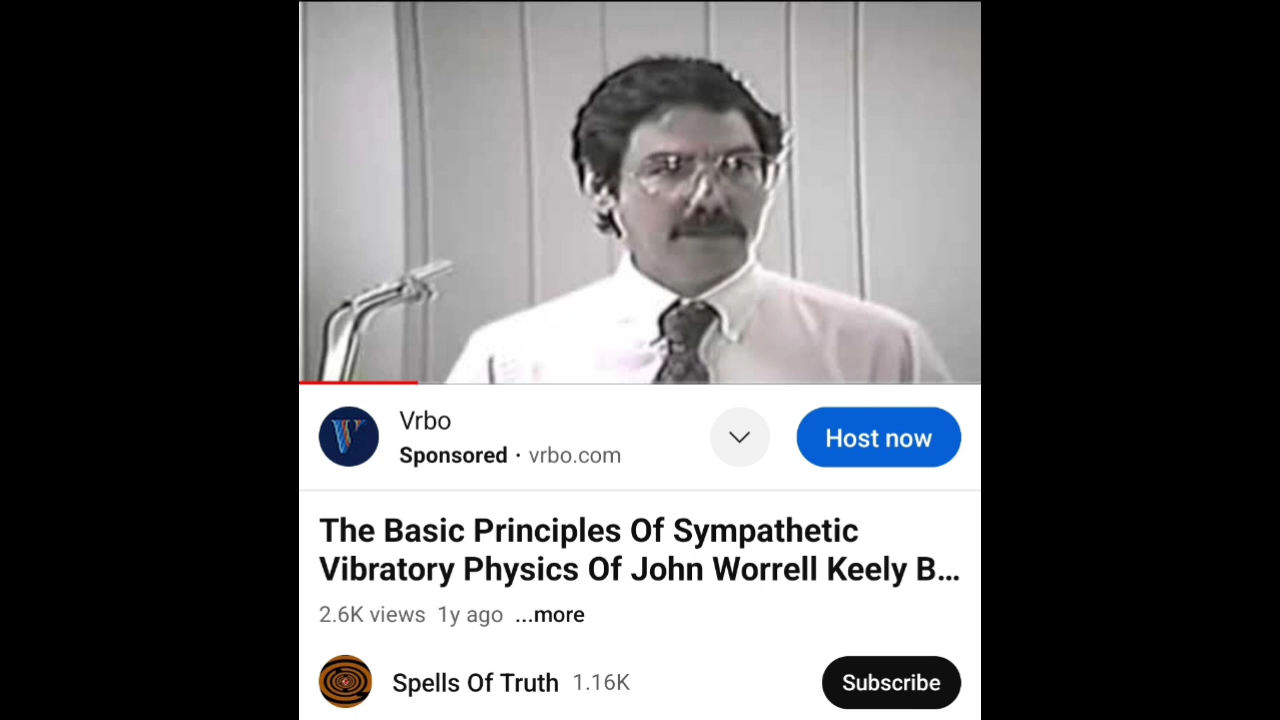 Vrbo
Sponsored · vrbo.com
Host now
The Basic Principles Of Sympathetic
Vibratory Physics Of John Worrell Keely B...
2.6K views 1y ago ...more
Spells Of Truth 1.16K
Subscribe